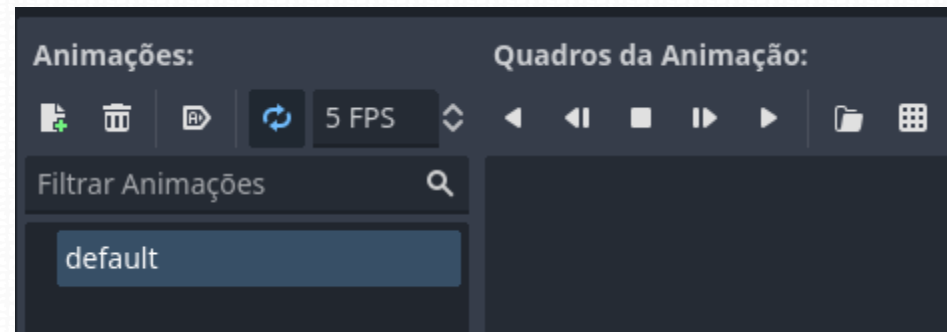 Animações:
Quadros da Animação:
5 FPS
Filtrar Animações
default